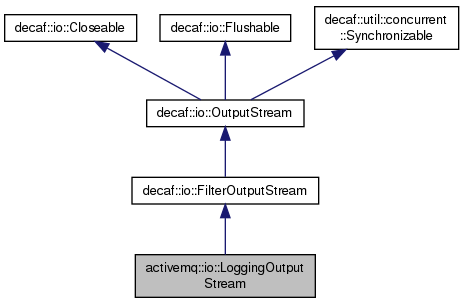 decaf::io::Closeable
decaf::io::Flushable
decaf::util::concurrent
::Synchronizable
decaf::io::OutputStream
decaf::io::FilterOutputStream
activemq::io::LoggingOutput
Stream